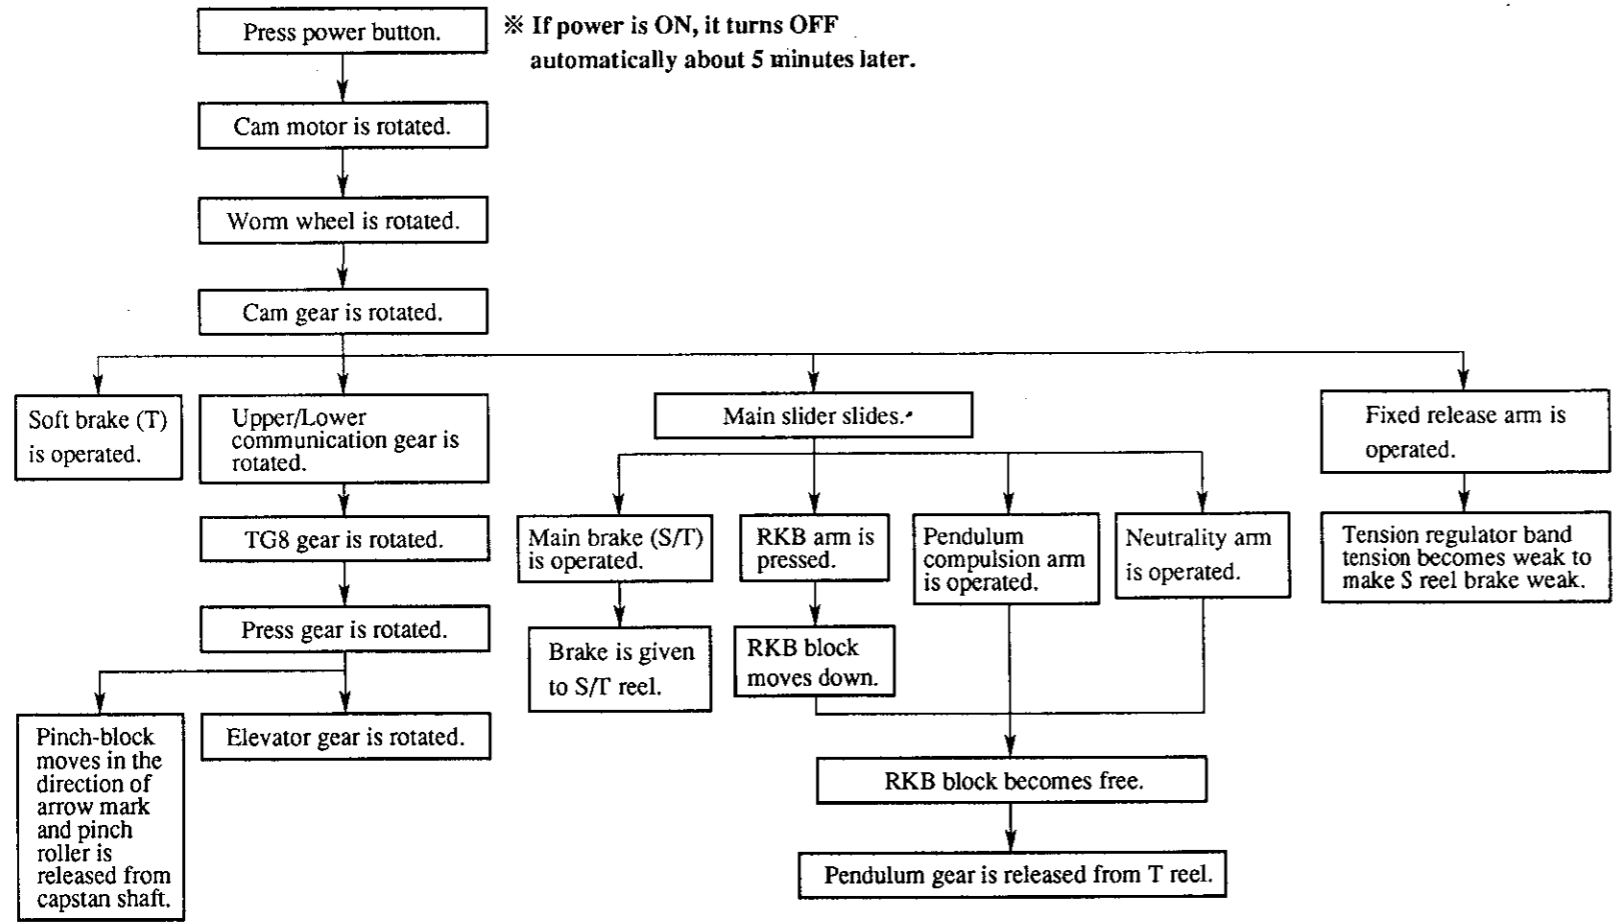 Press power button.
※ If power is ON, it turns OFF
automatically about 5 minutes later.
Cam motor is rotated.
Worm wheel is rotated.
Cam gear is rotated.
Soft brake (T)
is operated.
Upper/Lower
communication gear is
rotated.
Main slider slides.
Fixed release arm is
operated.
TG8 gear is rotated.
Main brake (S/T)
is operated.
RKB arm is
pressed.
Pendulum
compulsion arm
is operated.
Neutrality arm
is operated.
Tension regulator band
tension becomes weak to
make S reel brake weak.
Press gear is rotated.
Brake is given
to S/T reel.
RKB block
moves down.
Pinch-block
moves in the
direction of
arrow mark
and pinch
roller is
released from
capstan shaft.
Elevator gear is rotated.
RKB block becomes free.
Pendulum gear is released from T reel.